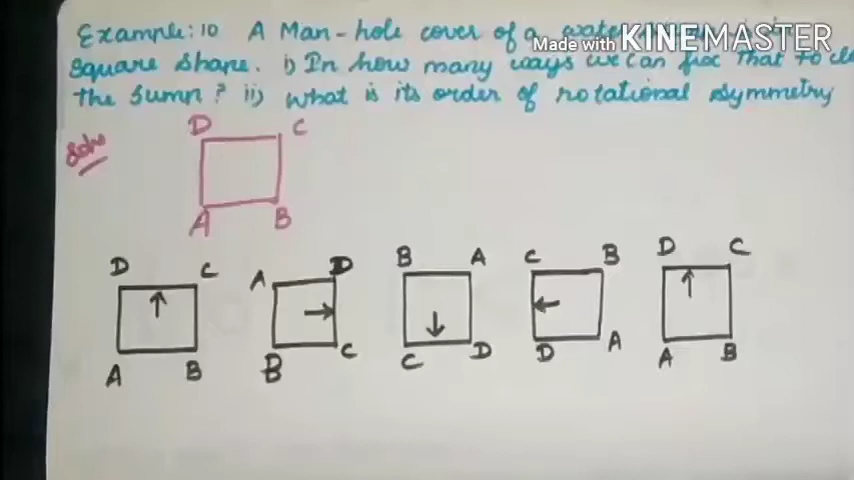 Example: 10 A Man-hole cover of a
Made with KINEMASTER
Square Shape. i) In how many ways we can fix that to
the Sump? ii) what is its order of rotational symmetry
Soln
D C
A B
D C A D B A C B D C
A B B C C D D A A B